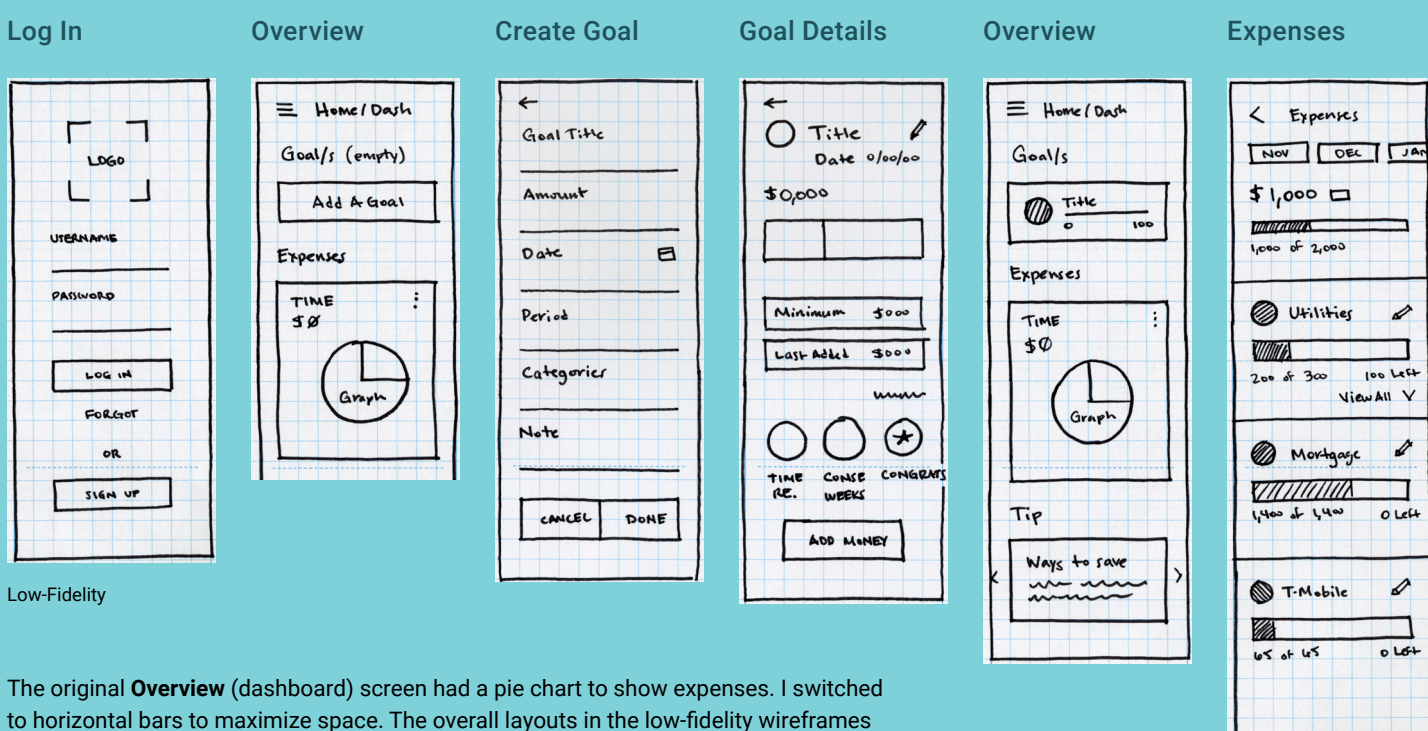 Log In
Overview
Create Goal
Goal Details
Overview
Expenses
LOGO
USERNAME
PASSWORD
LOG IN
FORGOT
OR
SIGN UP
Home/Dash
Goal/s (empty)
Add A Goal
Expenses
TIME
$0
Graph
Goal Title
Amount
Date
Period
Categories
Note
CANCEL DONE
Title
Date 0/00/00
$0,000
Minimum $000
Last Added $000
TIME RE.
CONSE WEEKS
CONGRATS
ADD MONEY
Home/Dash
Goal/s
Title
0 100
Expenses
TIME
$0
Graph
Tip
Ways to save
Expenses
NOV DEC JAN
$1,000
1,000 of 2,000
Utilities
200 of 300 100 Left
View All
Mortgage
1,400 of 1,400 0 Left
T-Mobile
65 of 65 0 Left
Low-Fidelity
The original Overview (dashboard) screen had a pie chart to show expenses. I switched
to horizontal bars to maximize space. The overall layouts in the low-fidelity wireframes